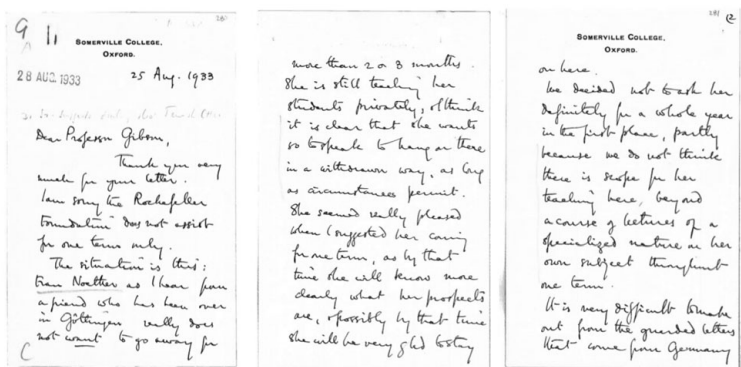 9
280
SOMERVILLE COLLEGE,
OXFORD.
28 AUG. 1933
25 Aug. 1933
Dear Professor Gibson,
Thank you very
much for your letter.
I am sorry the Rockefeller
Foundation does not assist
for one term only.
The situation is this:
Frau Noether as I hear from
a friend who has been over
in Göttingen really does
not want to go away for
more than 2 or 3 months.
She is still teaching her
students privately, & I think
it is clear that she wants
so to speak to hang on there
in a withdrawn way, as long
as circumstances permit.
She seemed really pleased
when I suggested her coming
for one term, as by that
time she will know more
clearly what her prospects
are, & possibly by that time
she will be very glad to stay
281
2
SOMERVILLE COLLEGE,
OXFORD.
on here.
We decided not to ask her
definitely for a whole year
in the first place, partly
because we do not think
there is scope for her
teaching here, beyond
a course of lectures of a
specialized nature on her
own subject throughout
one term.
It is very difficult to make
out from the guarded letters
that come from Germany